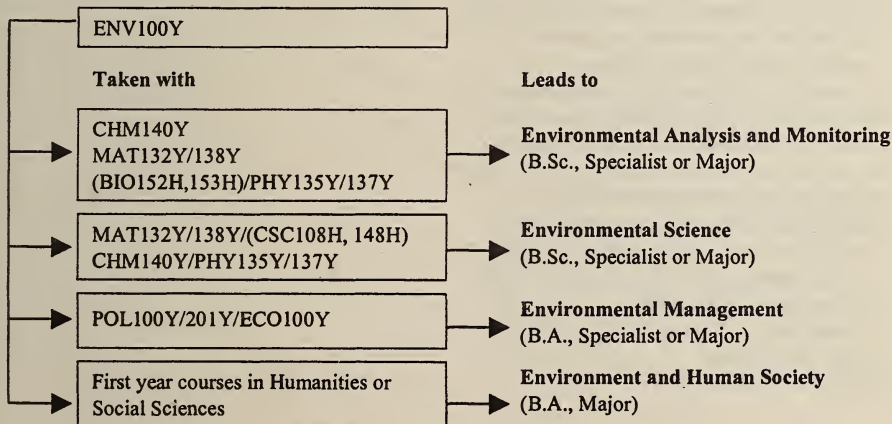 ENV100Y
Taken with
Leads to
CHM140Y
MAT132Y/138Y
(BIO152H,153H)/PHY135Y/137Y
Environmental Analysis and Monitoring
(B.Sc., Specialist or Major)
MAT132Y/138Y/(CSC108H, 148H)
CHM140Y/PHY135Y/137Y
Environmental Science
(B.Sc., Specialist or Major)
POL100Y/201Y/ECO100Y
Environmental Management
(B.A., Specialist or Major)
First year courses in Humanities or
Social Sciences
Environment and Human Society
(B.A., Major)